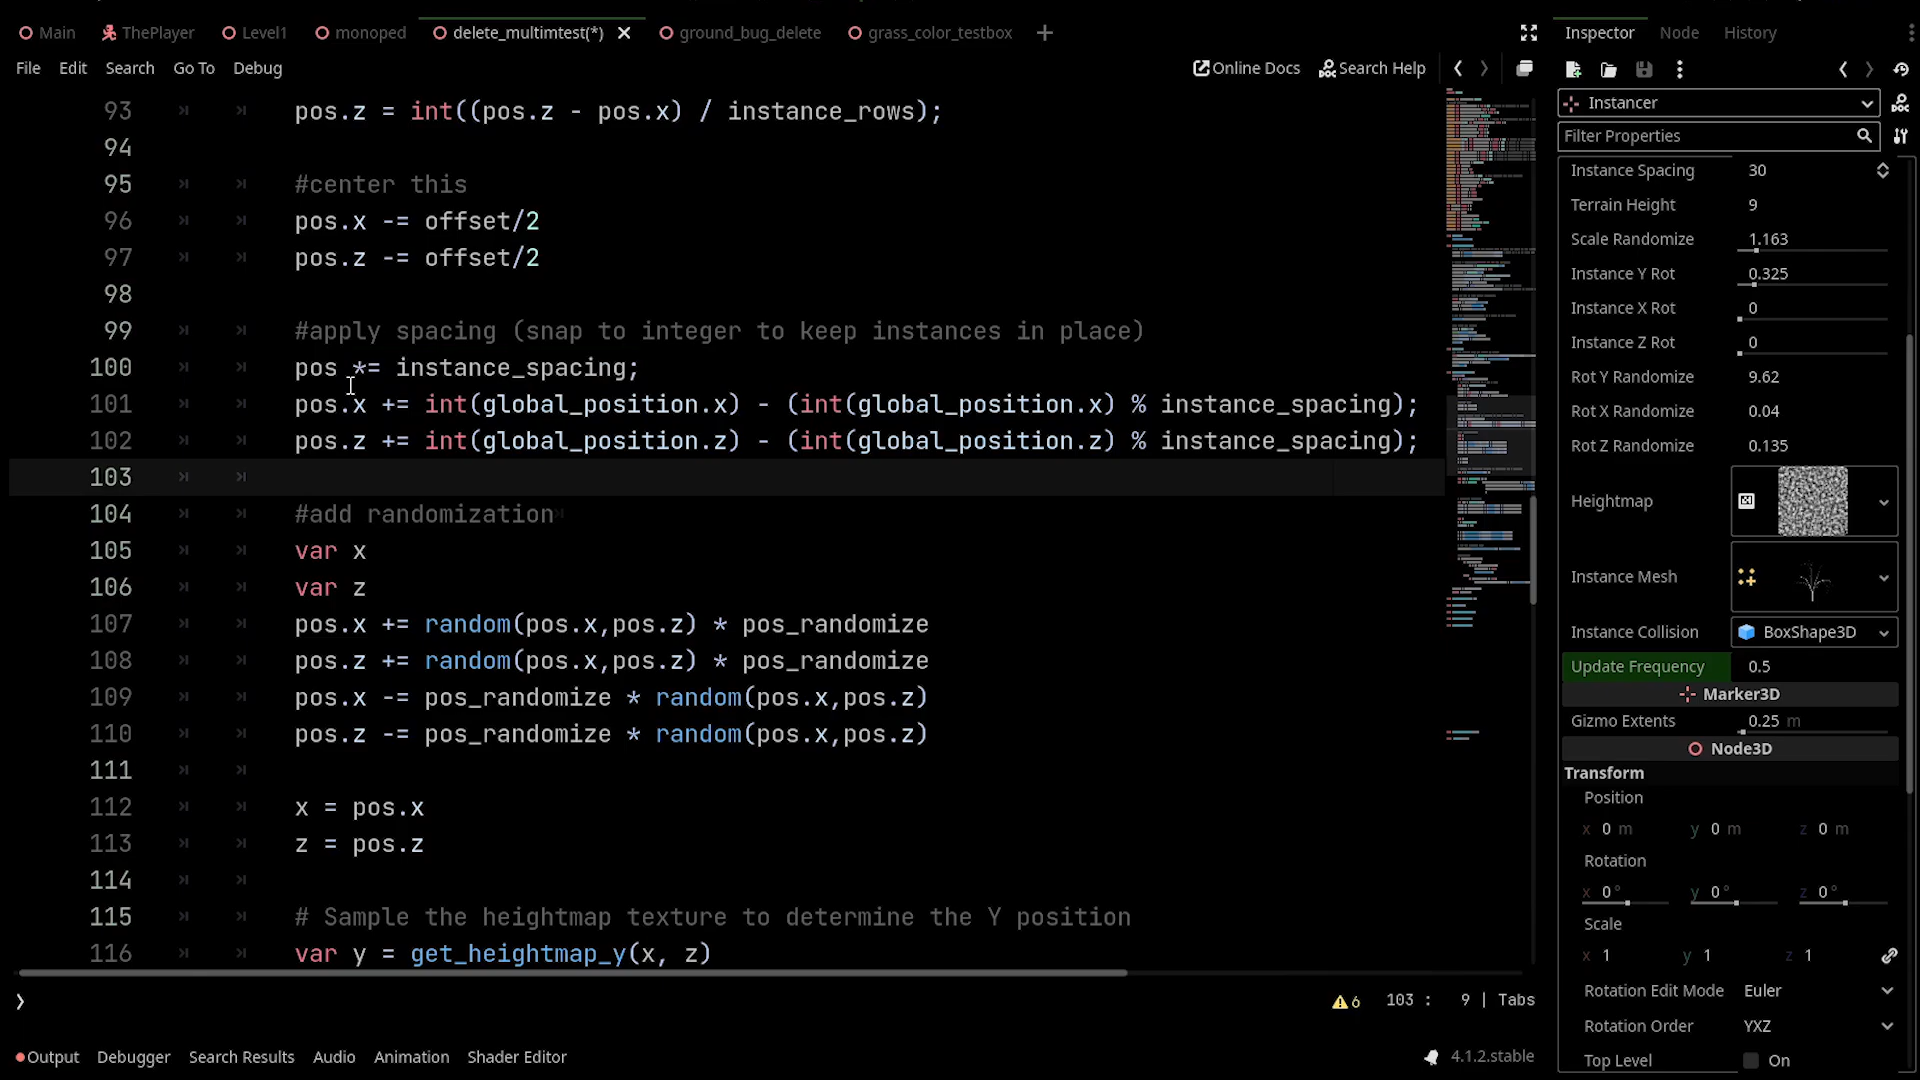 Main ThePlayer Level1 monoped delete_multimtest(*) ground_bug_delete grass_color_testbox
File Edit Search Go To Debug Online Docs Search Help
93 pos.z = int((pos.z - pos.x) / instance_rows);
94
95 #center this
96 pos.x -= offset/2
97 pos.z -= offset/2
98
99 #apply spacing (snap to integer to keep instances in place)
100 pos *= instance_spacing;
101 pos.x += int(global_position.x) - (int(global_position.x) % instance_spacing);
102 pos.z += int(global_position.z) - (int(global_position.z) % instance_spacing);
103
104 #add randomization
105 var x
106 var z
107 pos.x += random(pos.x,pos.z) * pos_randomize
108 pos.z += random(pos.x,pos.z) * pos_randomize
109 pos.x -= pos_randomize * random(pos.x,pos.z)
110 pos.z -= pos_randomize * random(pos.x,pos.z)
111
112 x = pos.x
113 z = pos.z
114
115 # Sample the heightmap texture to determine the Y position
116 var y = get_heightmap_y(x, z)
6 103 : 9 | Tabs
Output Debugger Search Results Audio Animation Shader Editor 4.1.2.stable
Inspector Node History
Instancer
Filter Properties
Instance Spacing 30
Terrain Height 9
Scale Randomize 1.163
Instance Y Rot 0.325
Instance X Rot 0
Instance Z Rot 0
Rot Y Randomize 9.62
Rot X Randomize 0.04
Rot Z Randomize 0.135
Heightmap
Instance Mesh
Instance Collision BoxShape3D
Update Frequency 0.5
Marker3D
Gizmo Extents 0.25 m
Node3D
Transform
Position
x 0 m y 0 m z 0 m
Rotation
x 0 ° y 0 ° z 0 °
Scale
x 1 y 1 z 1
Rotation Edit Mode Euler
Rotation Order YXZ
Top Level On